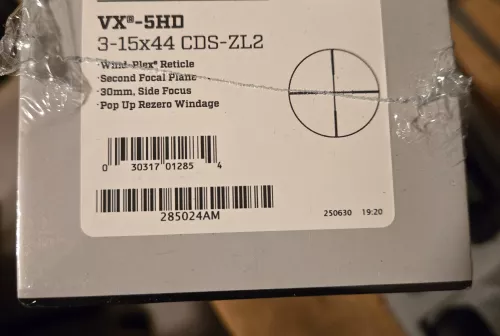 VX®-5HD
3-15x44 CDS-ZL2
·Wind-Plex® Reticle
·Second Focal Plane
·30mm, Side Focus
·Pop Up Rezero Windage
0 30317 01285 4
285024AM
250630 19:20